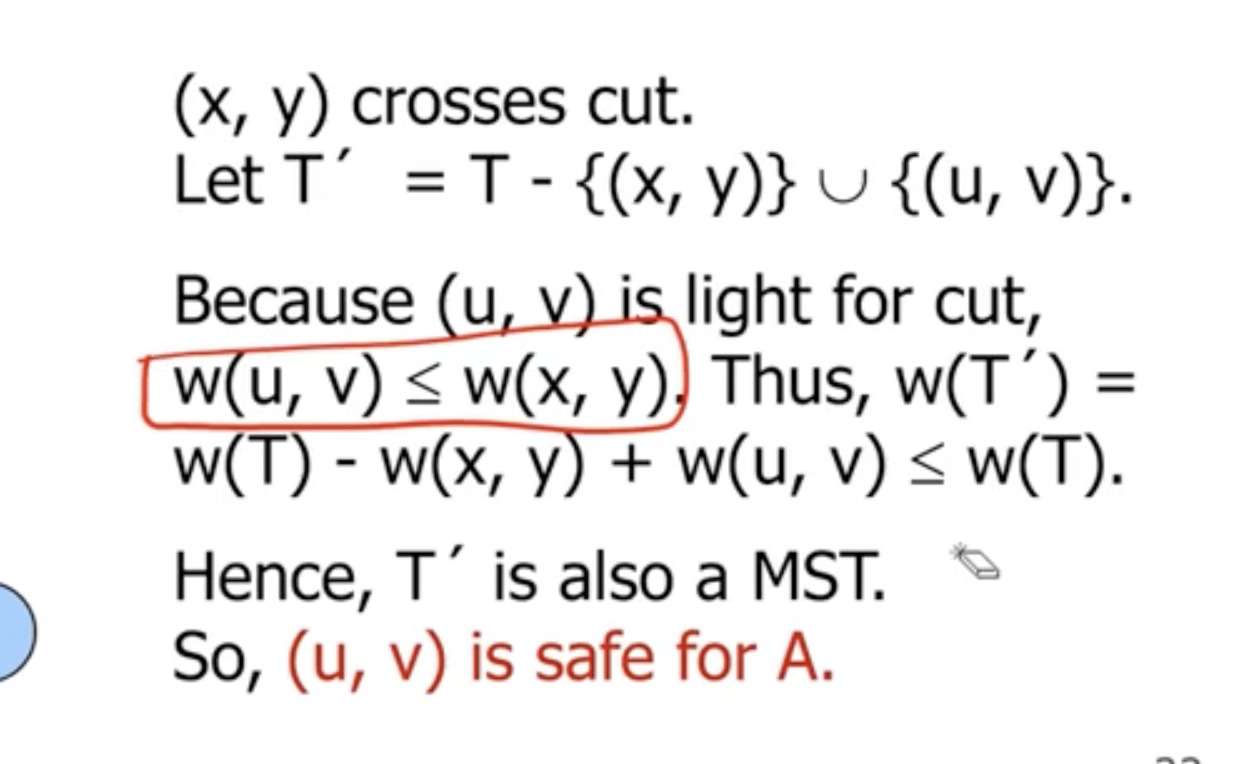 (x, y) crosses cut.
Let T´ = T - {(x, y)} ∪ {(u, v)}.
Because (u, v) is light for cut,
w(u, v) ≤ w(x, y). Thus, w(T´) =
w(T) - w(x, y) + w(u, v) ≤ w(T).
Hence, T´ is also a MST.
So, (u, v) is safe for A.